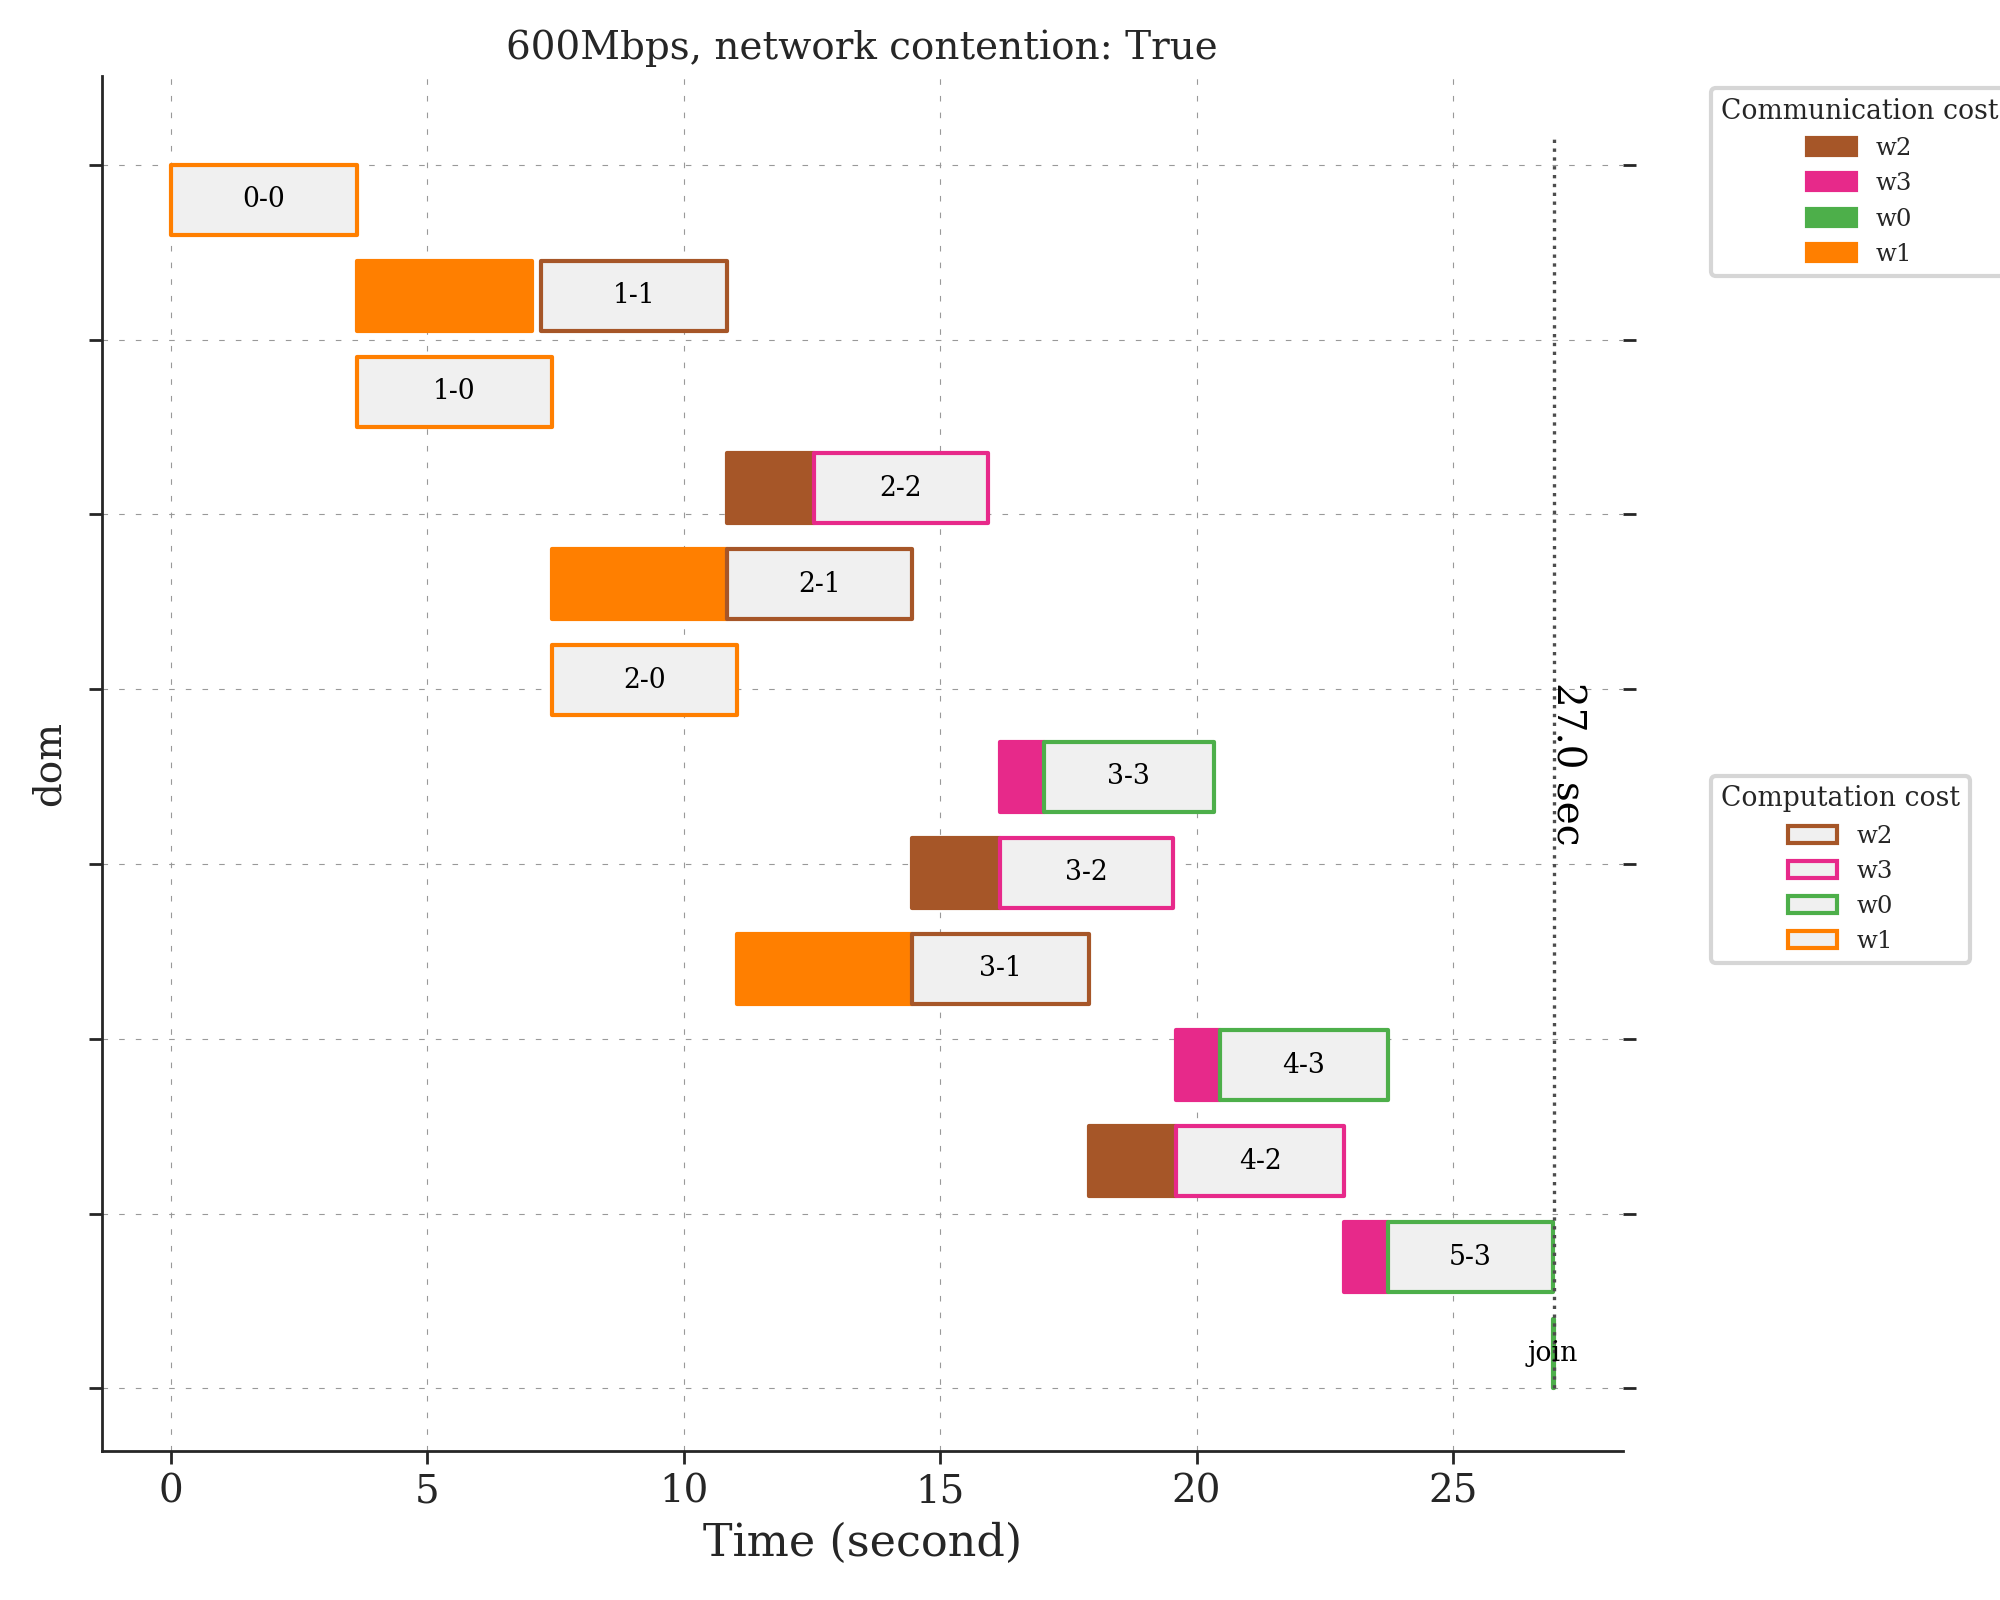 600Mbps, network contention: True
Communication cost
w2
w3
w0
w1
0-0
1-1
1-0
2-2
2-1
2-0
3-3
3-2
3-1
4-3
4-2
5-3
join
27.0 sec
dom
Computation cost
w2
w3
w0
w1
0 5 10 15 20 25
Time (second)